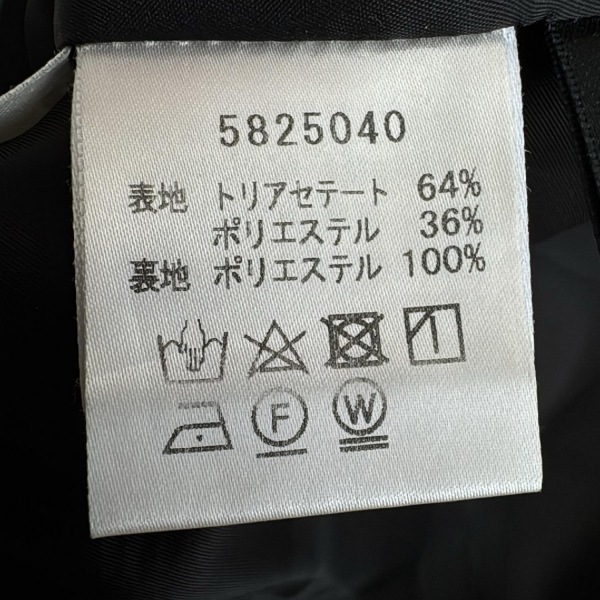 5825040
表地 トリアセテート 64%
ポリエステル 36%
裏地 ポリエステル 100%
F W